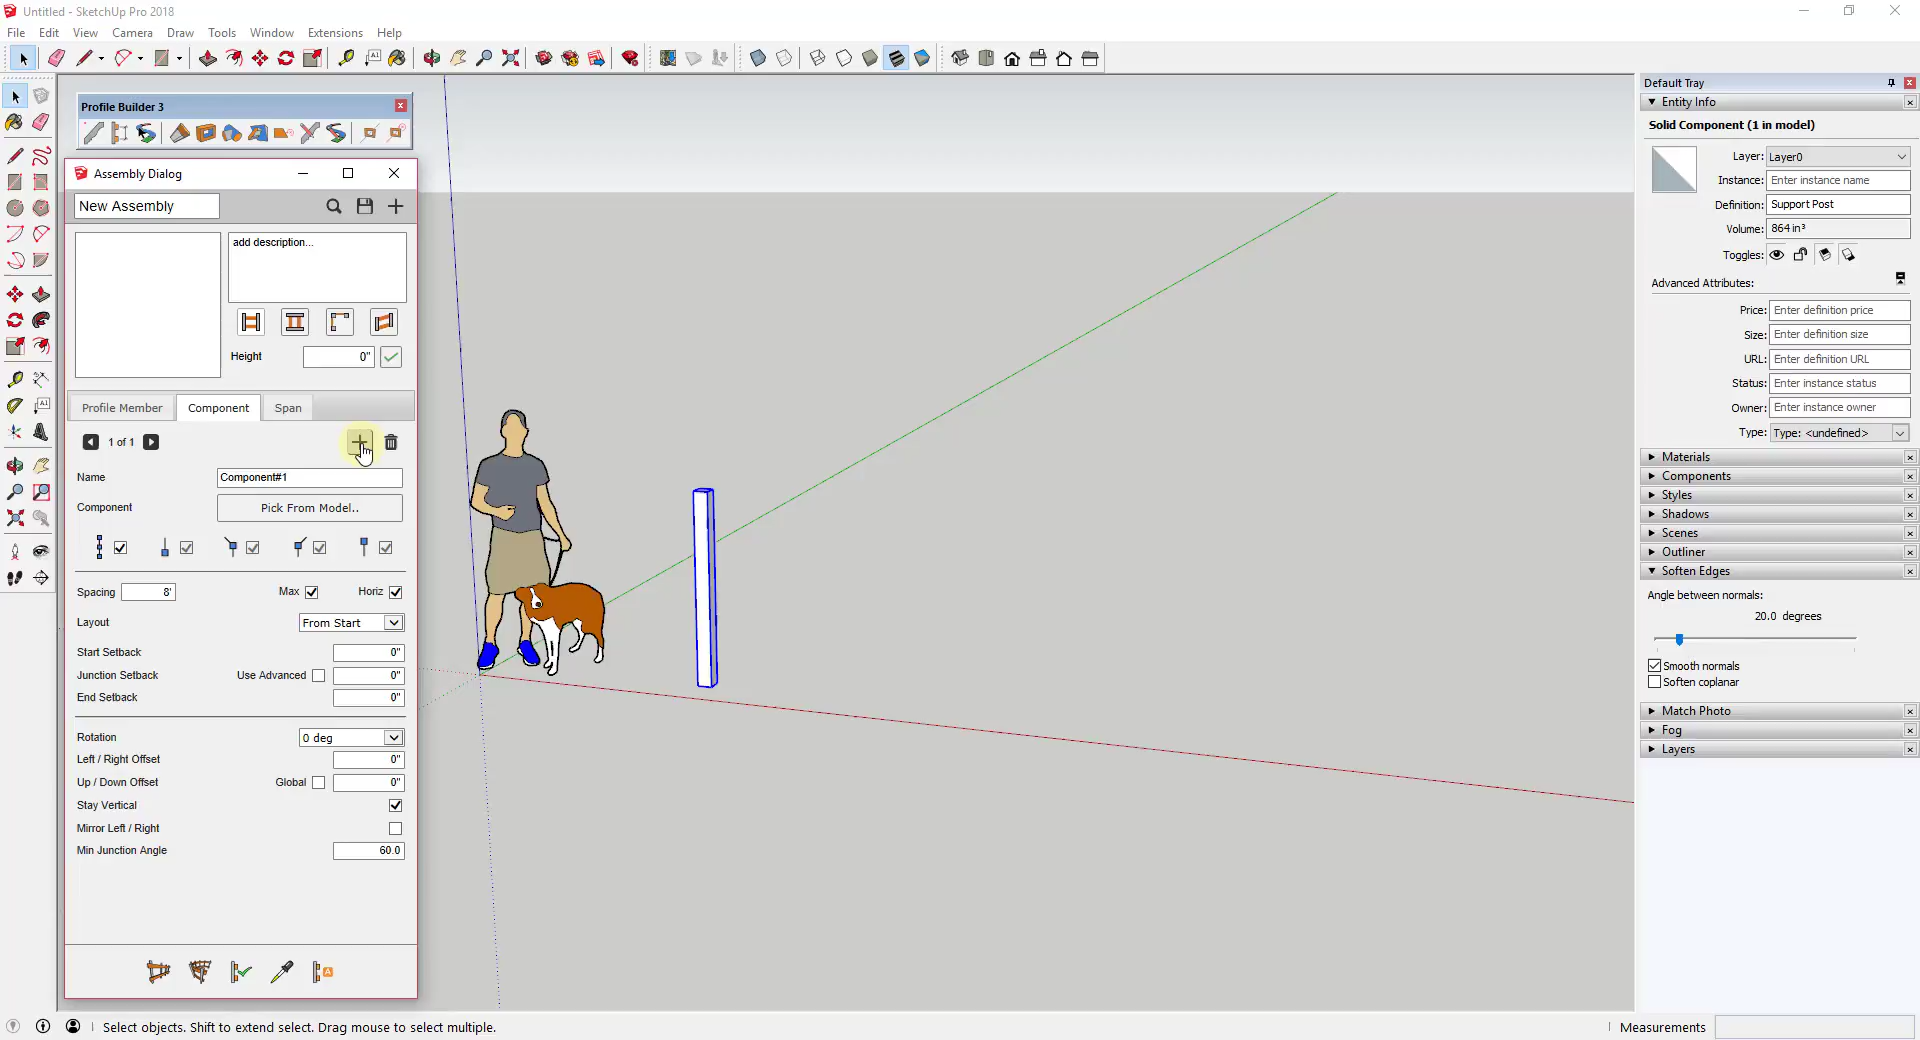 Untitled - SketchUp Pro 2018
File Edit View Camera Draw Tools Window Extensions Help
Profile Builder 3
Assembly Dialog
New Assembly
add description...
Height 0"
Profile Member Component Span
1 of 1
Name Component#1
Component Pick From Model..
Spacing 8' Max Horiz
Layout From Start
Start Setback 0"
Junction Setback Use Advanced 0"
End Setback 0"
Rotation 0 deg
Left / Right Offset 0"
Up / Down Offset Global 0"
Stay Vertical
Mirror Left / Right
Min Junction Angle 60.0
Default Tray
Entity Info
Solid Component (1 in model)
Layer: Layer0
Instance: Enter instance name
Definition: Support Post
Volume: 864 in³
Toggles:
Advanced Attributes:
Price: Enter definition price
Size: Enter definition size
URL: Enter definition URL
Status: Enter instance status
Owner: Enter instance owner
Type: Type: <undefined>
Materials
Components
Styles
Shadows
Scenes
Outliner
Soften Edges
Angle between normals:
20.0 degrees
Smooth normals
Soften coplanar
Match Photo
Fog
Layers
Select objects. Shift to extend select. Drag mouse to select multiple.
Measurements